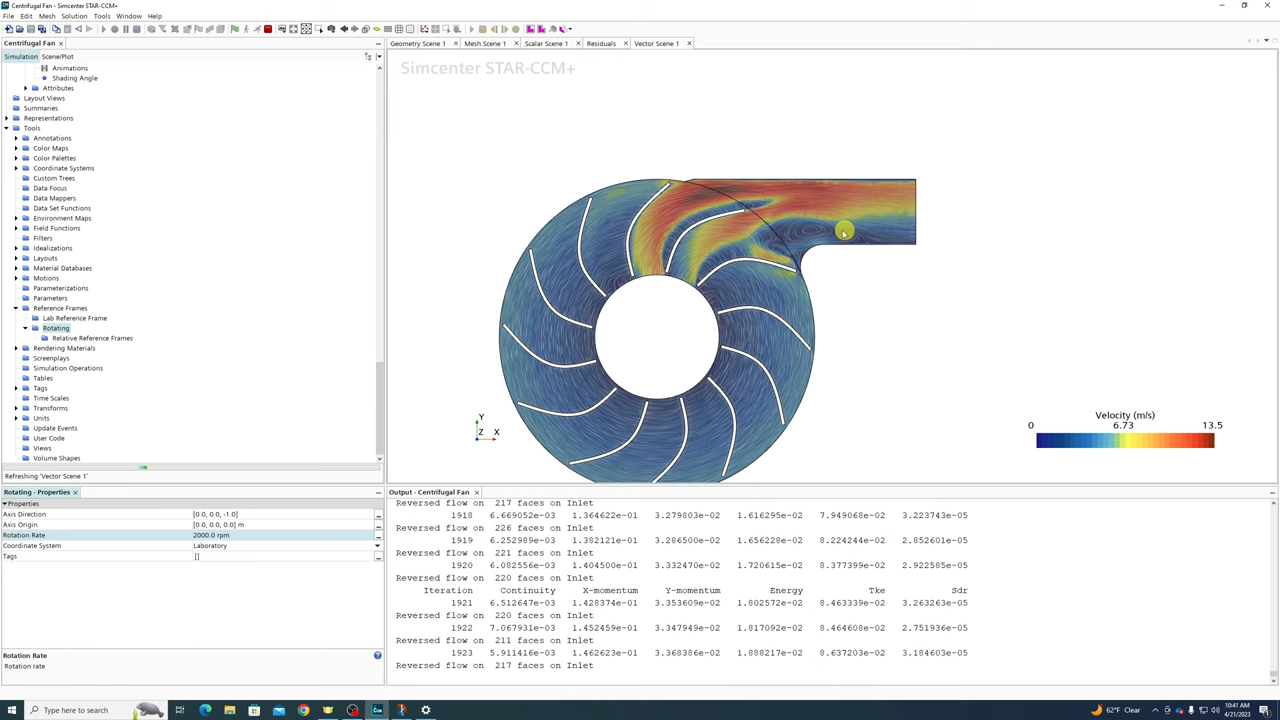 Centrifugal Fan - Simcenter STAR-CCM+
File Edit Mesh Solution Tools Window Help
Centrifugal Fan
Simulation Scene/Plot
Animations
Shading Angle
Attributes
Layout Views
Summaries
Representations
Tools
Annotations
Color Maps
Color Palettes
Coordinate Systems
Custom Trees
Data Focus
Data Mappers
Data Set Functions
Environment Maps
Field Functions
Filters
Idealizations
Layouts
Material Databases
Motions
Parameterizations
Parameters
Reference Frames
Lab Reference Frame
Rotating
Relative Reference Frames
Rendering Materials
Screenplays
Simulation Operations
Tables
Tags
Time Scales
Transforms
Units
Update Events
User Code
Views
Volume Shapes
Refreshing 'Vector Scene 1'
Rotating - Properties
Properties
Axis Direction [0.0, 0.0, -1.0]
Axis Origin [0.0, 0.0, 0.0] m
Rotation Rate 2000.0 rpm
Coordinate System Laboratory
Tags []
Rotation Rate
Rotation rate
Geometry Scene 1 Mesh Scene 1 Scalar Scene 1 Residuals Vector Scene 1
Simcenter STAR-CCM+
Y
Z X
Velocity (m/s)
0 6.73 13.5
Output - Centrifugal Fan
Reversed flow on 217 faces on Inlet
1918 6.669052e-03 1.364622e-01 3.279803e-02 1.616295e-02 7.949068e-02 3.223743e-05
Reversed flow on 226 faces on Inlet
1919 6.252989e-03 1.382121e-01 3.286500e-02 1.656228e-02 8.224244e-02 2.852601e-05
Reversed flow on 221 faces on Inlet
1920 6.082556e-03 1.404500e-01 3.332470e-02 1.720615e-02 8.377399e-02 2.922585e-05
Reversed flow on 220 faces on Inlet
Iteration Continuity X-momentum Y-momentum Energy Tke Sdr
1921 6.512647e-03 1.428374e-01 3.353609e-02 1.802572e-02 8.463339e-02 3.263263e-05
Reversed flow on 220 faces on Inlet
1922 7.067931e-03 1.452459e-01 3.347949e-02 1.817092e-02 8.464608e-02 2.751936e-05
Reversed flow on 211 faces on Inlet
1923 5.911416e-03 1.462623e-01 3.368386e-02 1.888217e-02 8.637203e-02 3.184603e-05
Reversed flow on 217 faces on Inlet
Type here to search
62°F Clear
10:41 AM
4/21/2023